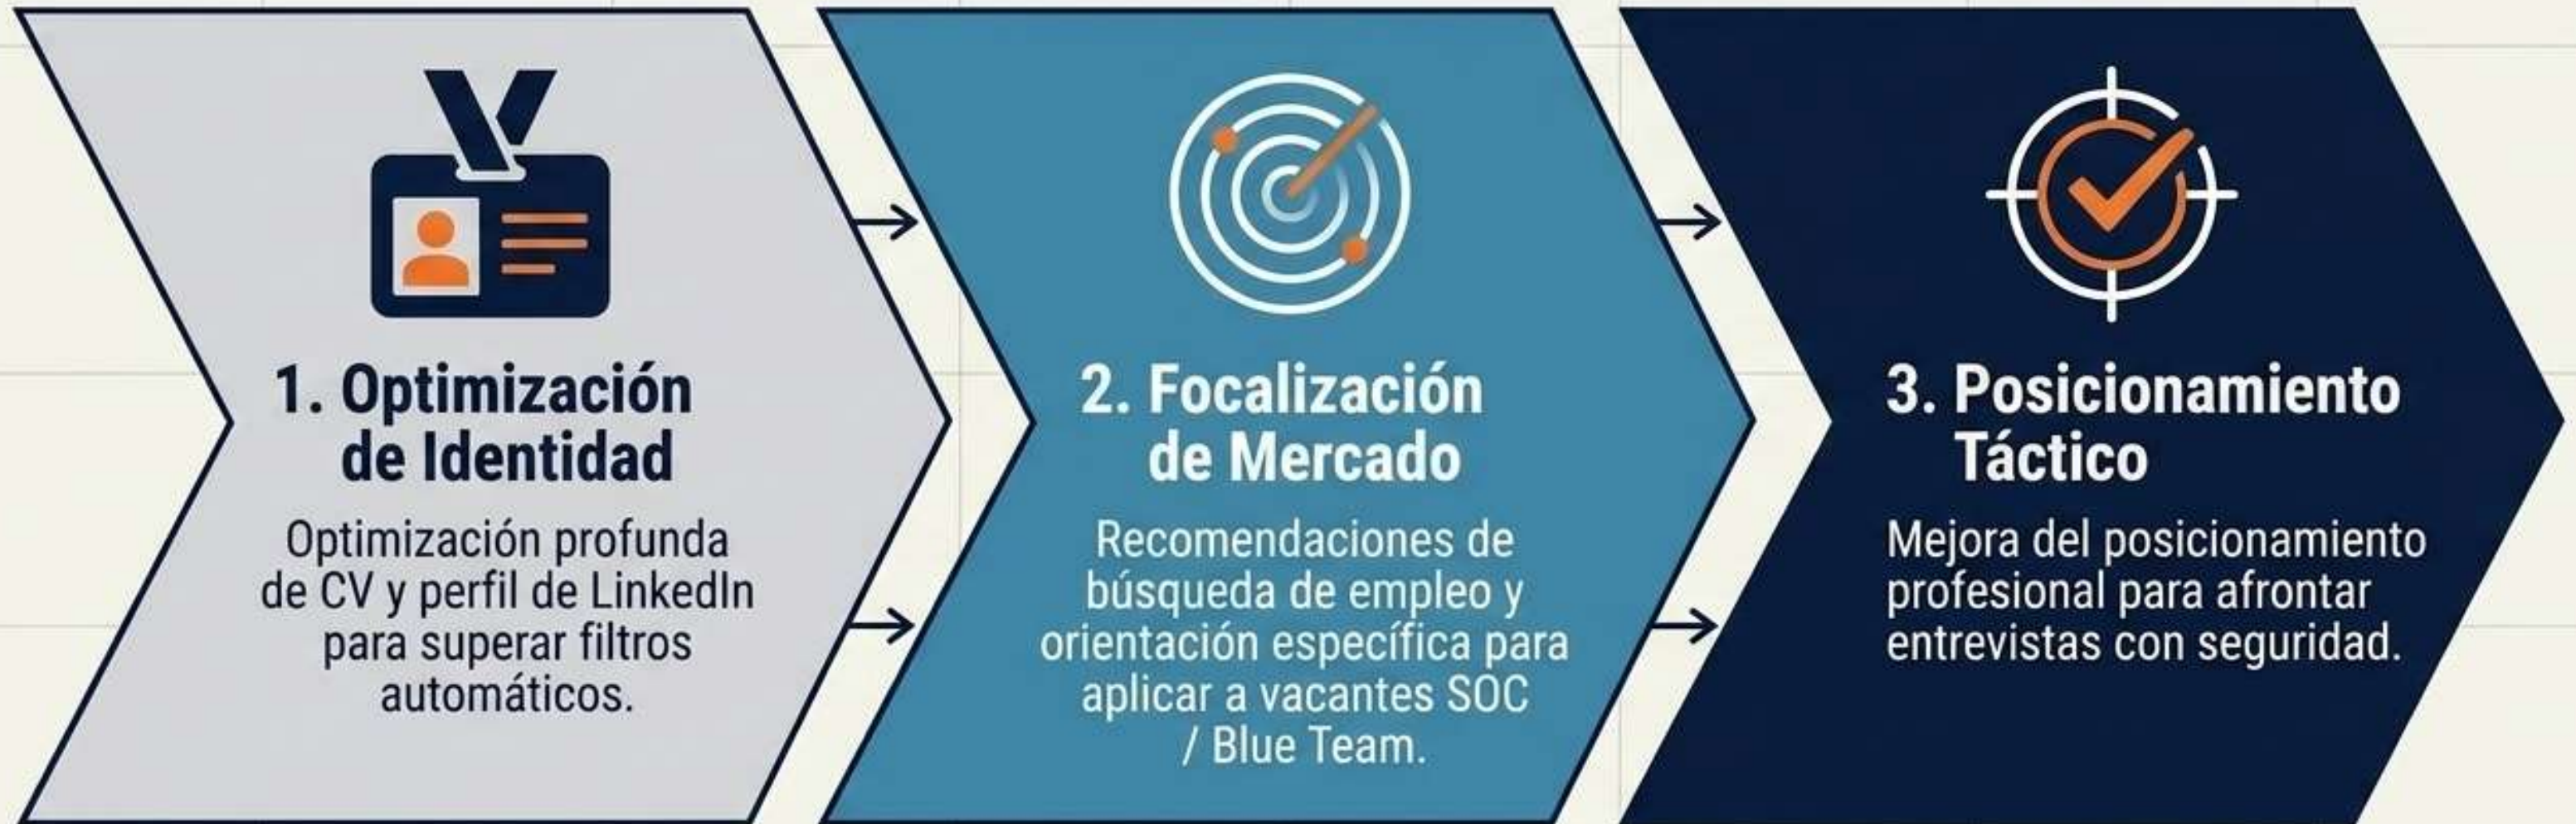 1. Optimización
de Identidad
Optimización profunda
de CV y perfil de LinkedIn
para superar filtros
automáticos.
2. Focalización
de Mercado
Recomendaciones de
búsqueda de empleo y
orientación específica para
aplicar a vacantes SOC
/ Blue Team.
3. Posicionamiento
Táctico
Mejora del posicionamiento
profesional para afrontar
entrevistas con seguridad.